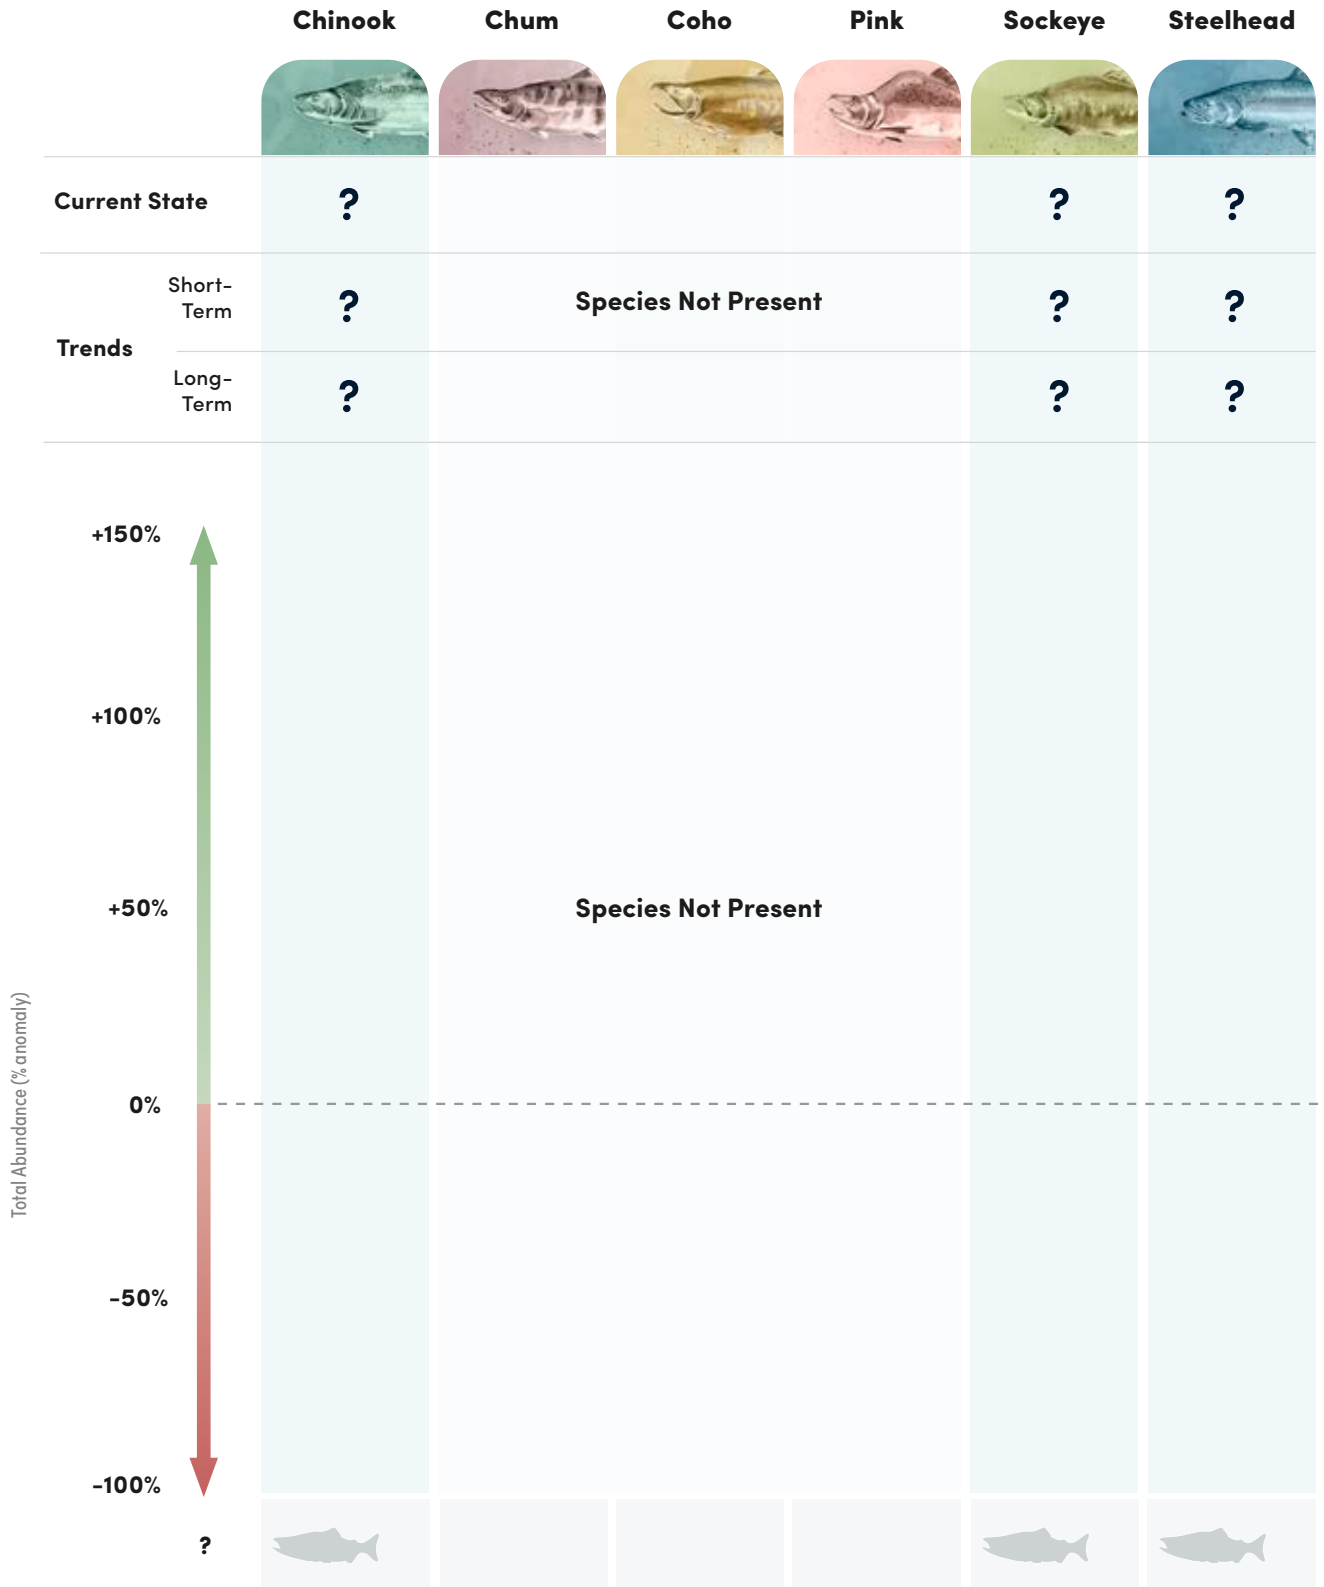 Chinook Chum Coho Pink Sockeye Steelhead
Current State ? ? ? ?
Trends
Short-
Term
? Species Not Present ? ?
Long-
Term
? ? ?
Total Abundance (% anomaly)
+150%
+100%
+50%
Species Not Present
0%
-50%
-100%
?